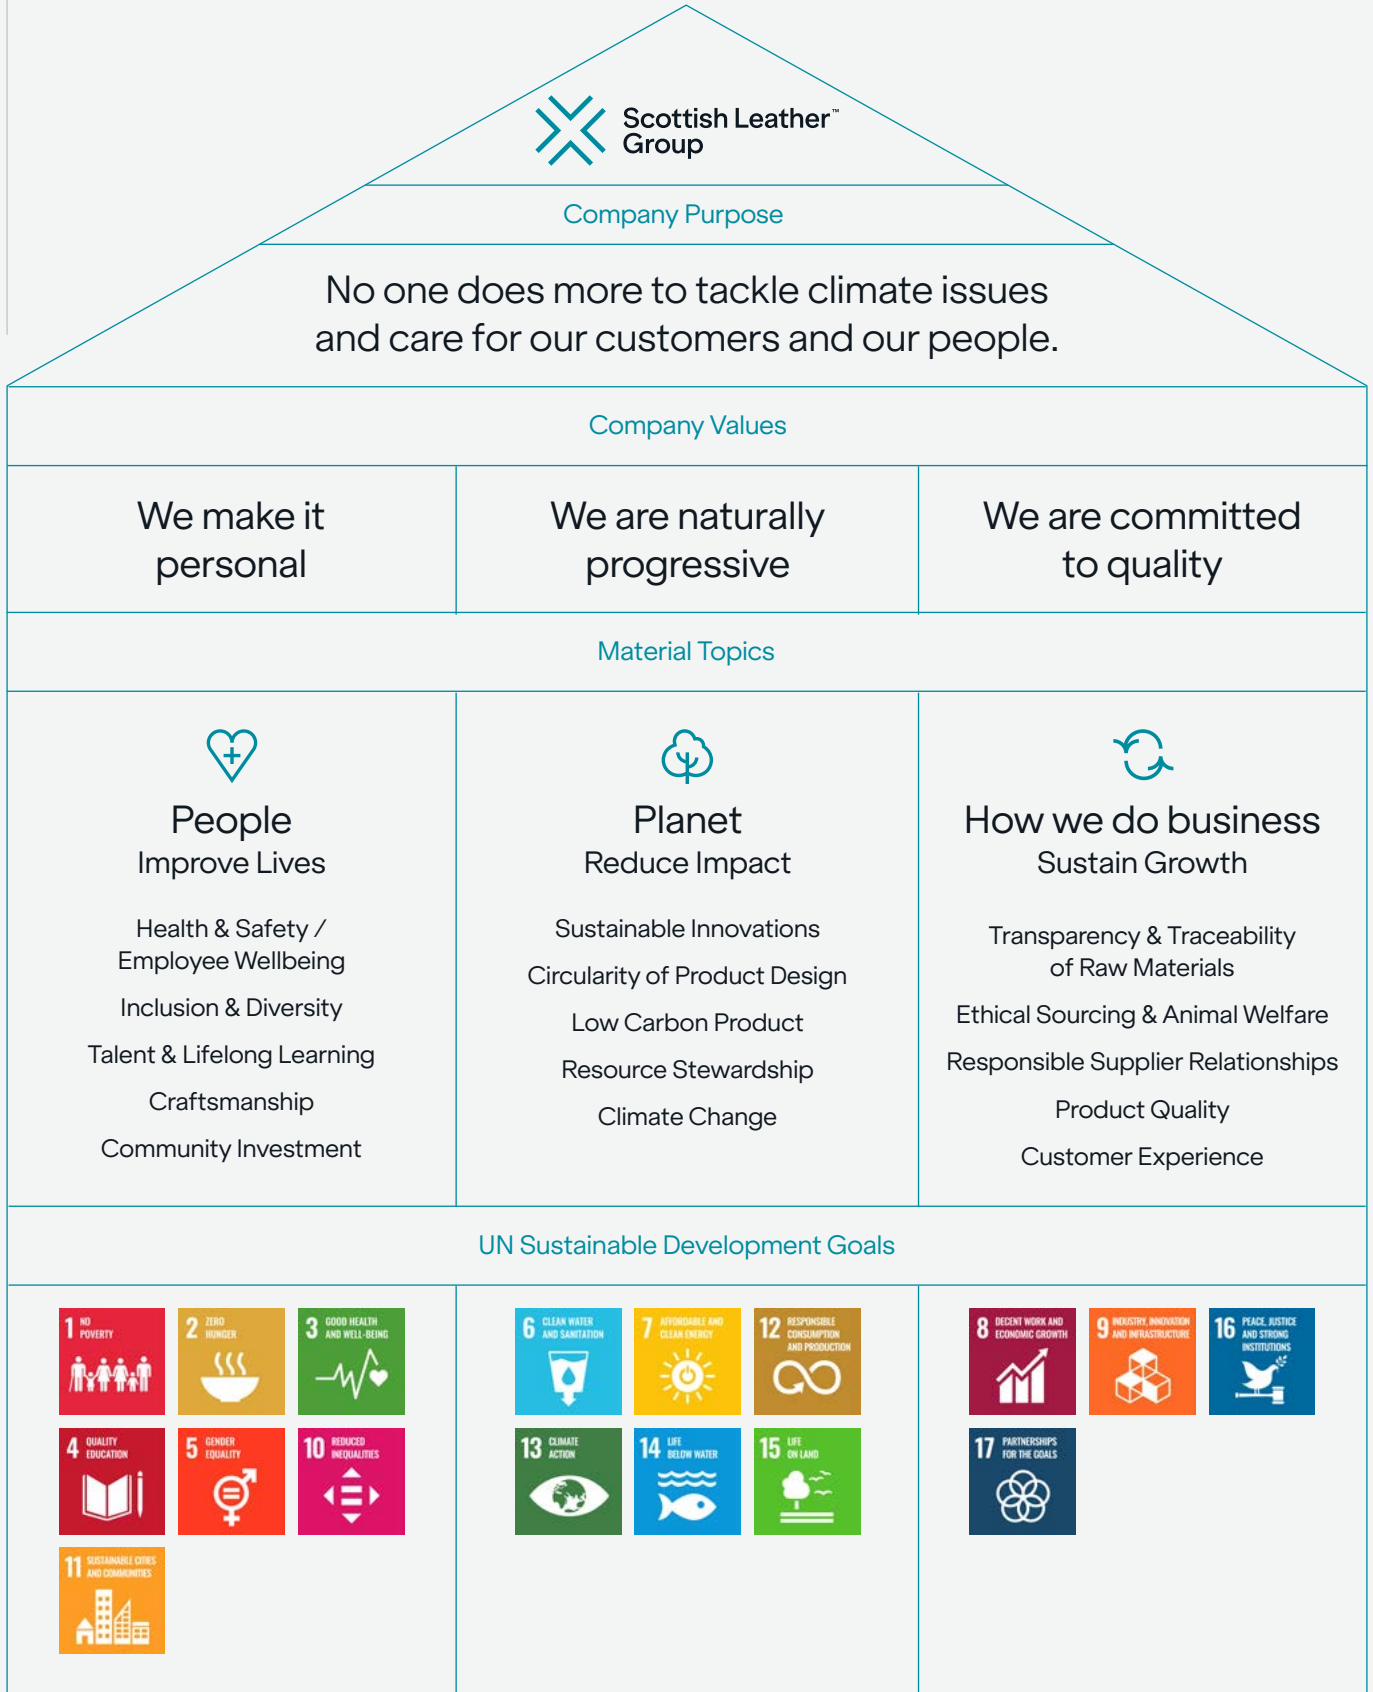 Scottish Leather™
Group
Company Purpose
No one does more to tackle climate issues
and care for our customers and our people.
Company Values
We make it
personal
We are naturally
progressive
We are committed
to quality
Material Topics
People
Improve Lives
Health & Safety /
Employee Wellbeing
Inclusion & Diversity
Talent & Lifelong Learning
Craftsmanship
Community Investment
Planet
Reduce Impact
Sustainable Innovations
Circularity of Product Design
Low Carbon Product
Resource Stewardship
Climate Change
How we do business
Sustain Growth
Transparency & Traceability
of Raw Materials
Ethical Sourcing & Animal Welfare
Responsible Supplier Relationships
Product Quality
Customer Experience
UN Sustainable Development Goals
1 NO
POVERTY
2 ZERO
HUNGER
3 GOOD HEALTH
AND WELL-BEING
4 QUALITY
EDUCATION
5 GENDER
EQUALITY
10 REDUCED
INEQUALITIES
11 SUSTAINABLE CITIES
AND COMMUNITIES
6 CLEAN WATER
AND SANITATION
7 AFFORDABLE AND
CLEAN ENERGY
12 RESPONSIBLE
CONSUMPTION
AND PRODUCTION
13 CLIMATE
ACTION
14 LIFE
BELOW WATER
15 LIFE
ON LAND
8 DECENT WORK AND
ECONOMIC GROWTH
9 INDUSTRY, INNOVATION
AND INFRASTRUCTURE
16 PEACE, JUSTICE
AND STRONG
INSTITUTIONS
17 PARTNERSHIPS
FOR THE GOALS